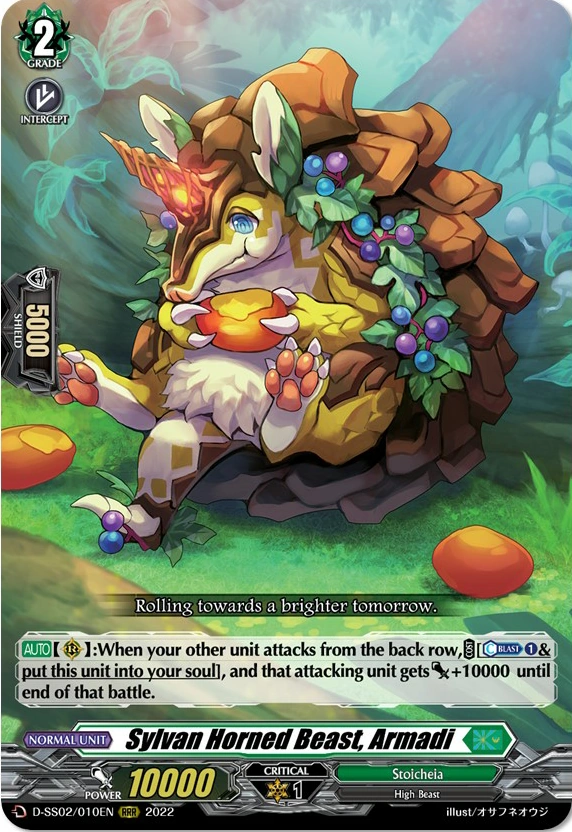 2
GRADE
INTERCEPT
5000
SHIELD
Rolling towards a brighter tomorrow.
AUTO【R】:When your other unit attacks from the back row, COST [C BLAST 1 &
put this unit into your soul], and that attacking unit gets +10000 until
end of that battle.
NORMAL UNIT
Sylvan Horned Beast, Armadi
POWER 10000
CRITICAL
1
Stoicheia
High Beast
D-SS02/010EN RRR 2022
illust/オサフネオウジ